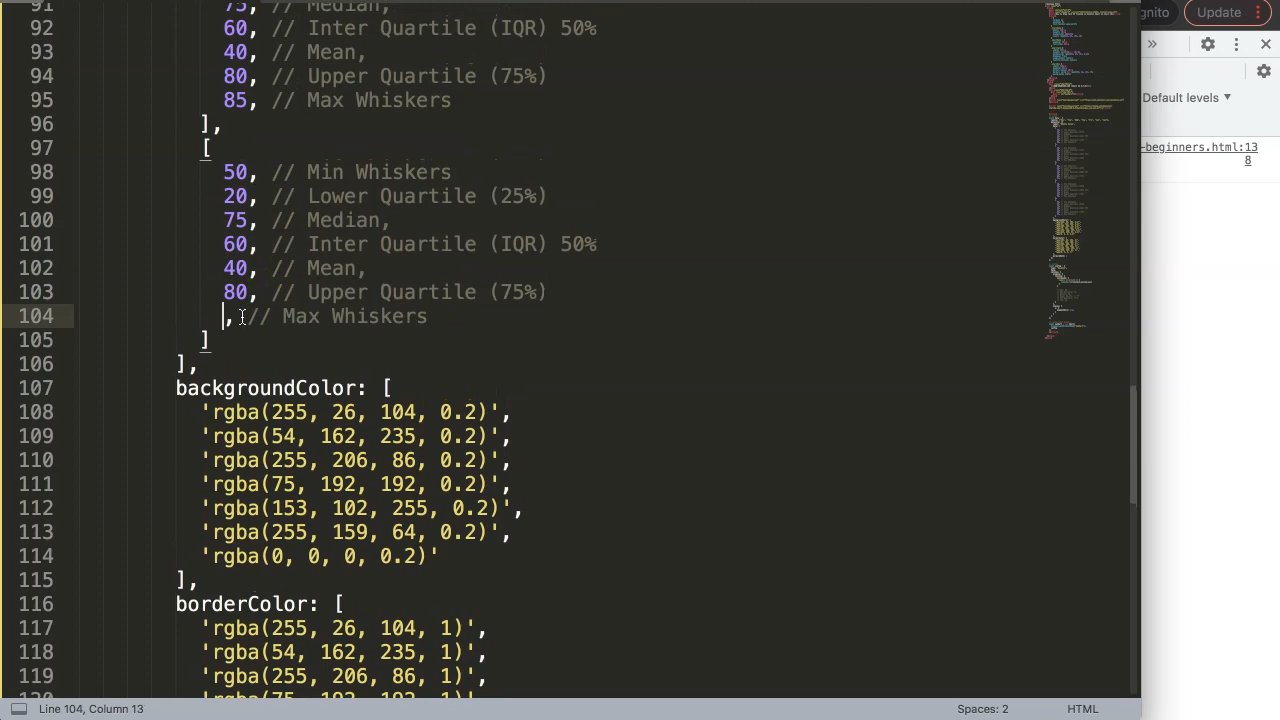 91 75, // Median,
92 60, // Inter Quartile (IQR) 50%
93 40, // Mean,
94 80, // Upper Quartile (75%)
95 85, // Max Whiskers
96 ],
97 [
98 50, // Min Whiskers
99 20, // Lower Quartile (25%)
100 75, // Median,
101 60, // Inter Quartile (IQR) 50%
102 40, // Mean,
103 80, // Upper Quartile (75%)
104 , // Max Whiskers
105 ]
106 ],
107 backgroundColor: [
108 'rgba(255, 26, 104, 0.2)',
109 'rgba(54, 162, 235, 0.2)',
110 'rgba(255, 206, 86, 0.2)',
111 'rgba(75, 192, 192, 0.2)',
112 'rgba(153, 102, 255, 0.2)',
113 'rgba(255, 159, 64, 0.2)',
114 'rgba(0, 0, 0, 0.2)'
115 ],
116 borderColor: [
117 'rgba(255, 26, 104, 1)',
118 'rgba(54, 162, 235, 1)',
119 'rgba(255, 206, 86, 1)',
120 'rgba(75, 192, 192, 1)',
Line 104, Column 13
Spaces: 2
HTML
gnito
Update
»
Default levels ▼
-beginners.html:13
8